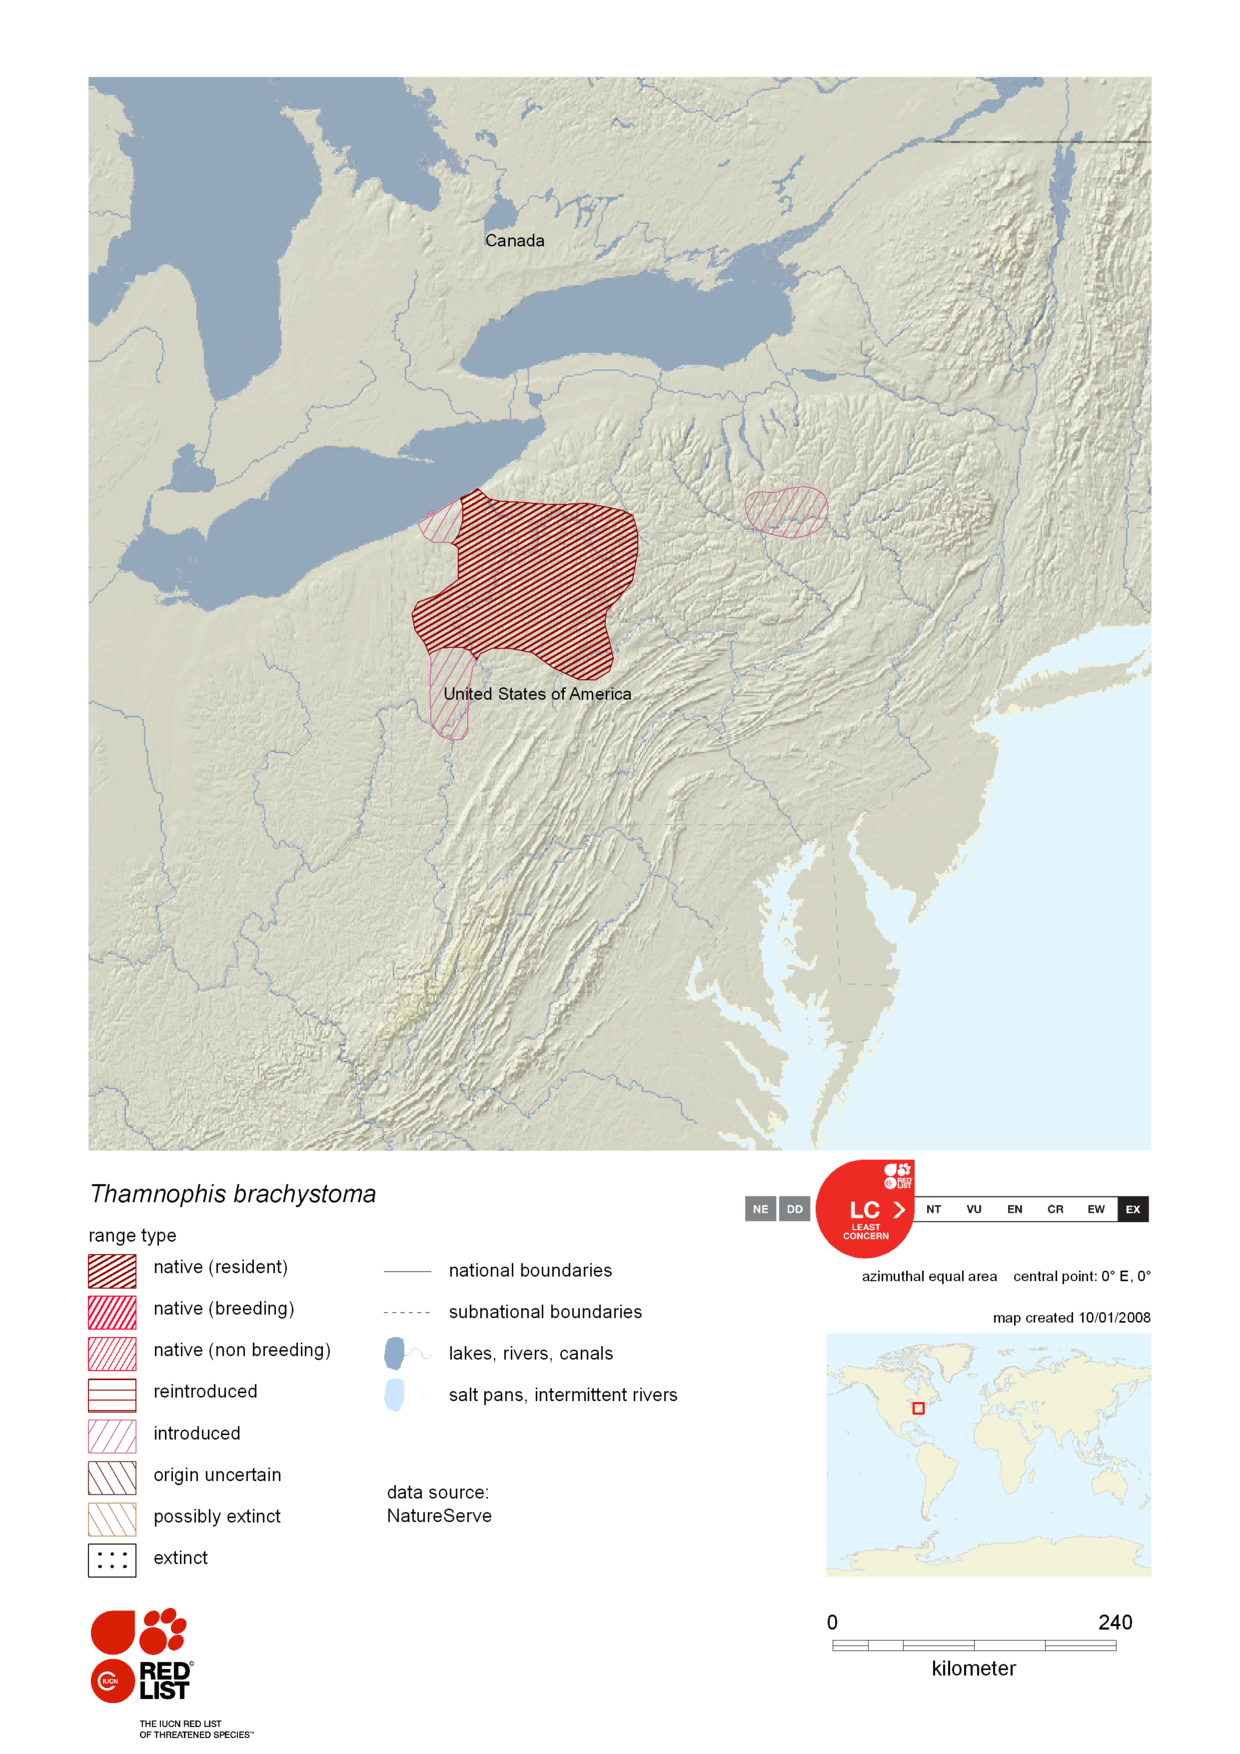 Canada
United States of America
Thamnophis brachystoma
range type
native (resident)
native (breeding)
native (non breeding)
reintroduced
introduced
origin uncertain
possibly extinct
extinct
national boundaries
subnational boundaries
lakes, rivers, canals
salt pans, intermittent rivers
data source:
NatureServe
RED
LIST
NE DD LC NT VU EN CR EW EX
LEAST
CONCERN
azimuthal equal area central point: 0° E, 0°
map created 10/01/2008
0 240
kilometer
IUCN
RED©
LIST
THE IUCN RED LIST
OF THREATENED SPECIES™